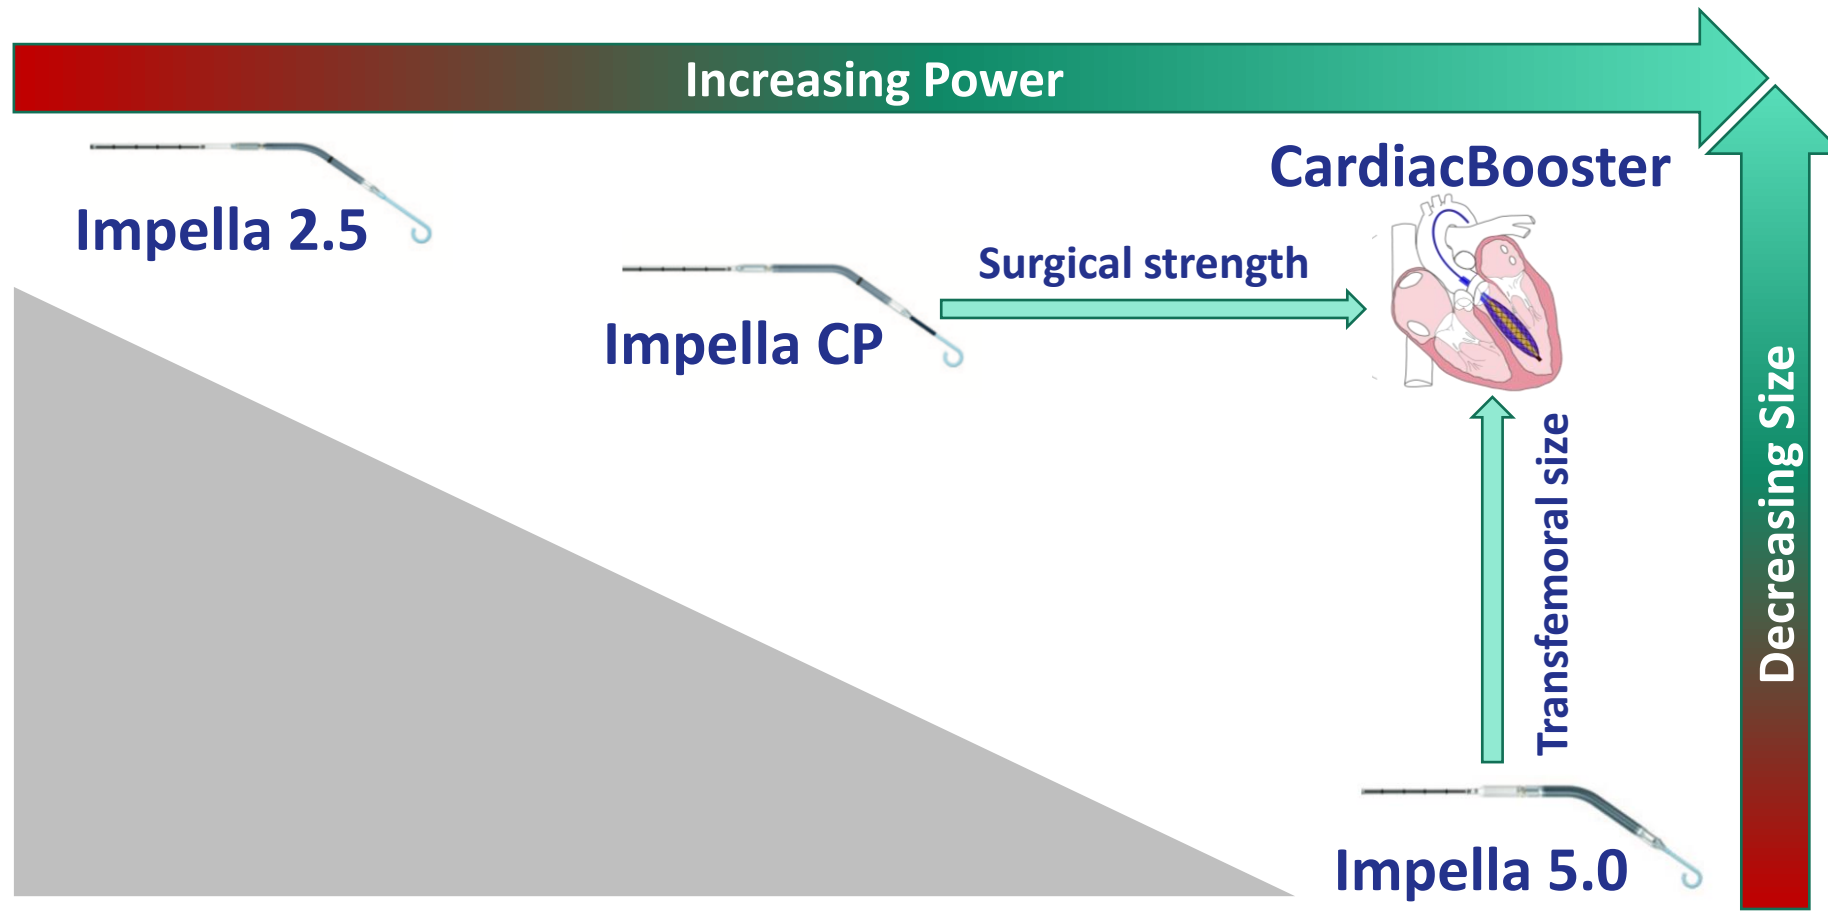 Increasing Power
CardiacBooster
Impella 2.5
Surgical strength
Impella CP
Transfemoral size
Decreasing Size
Impella 5.0